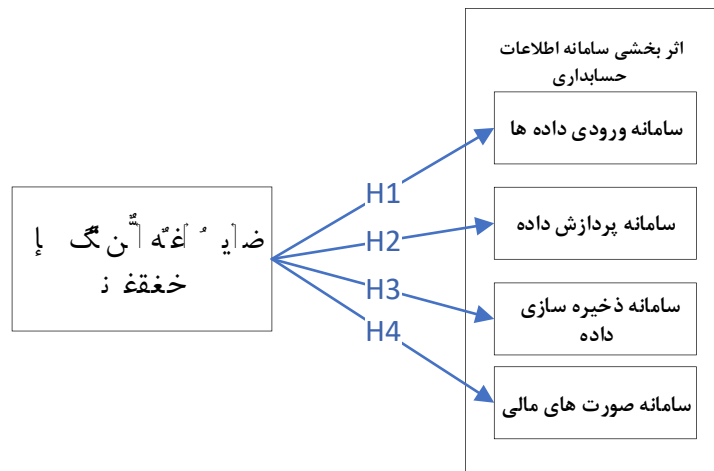 اثر بخشی سامانه اطلاعات
حسابداری
سامانه ورودی داده ها
H1
سامانه پردازش داده
H2
سامانه ذخیره سازی
داده
H3
سامانه صورت های مالی
H4